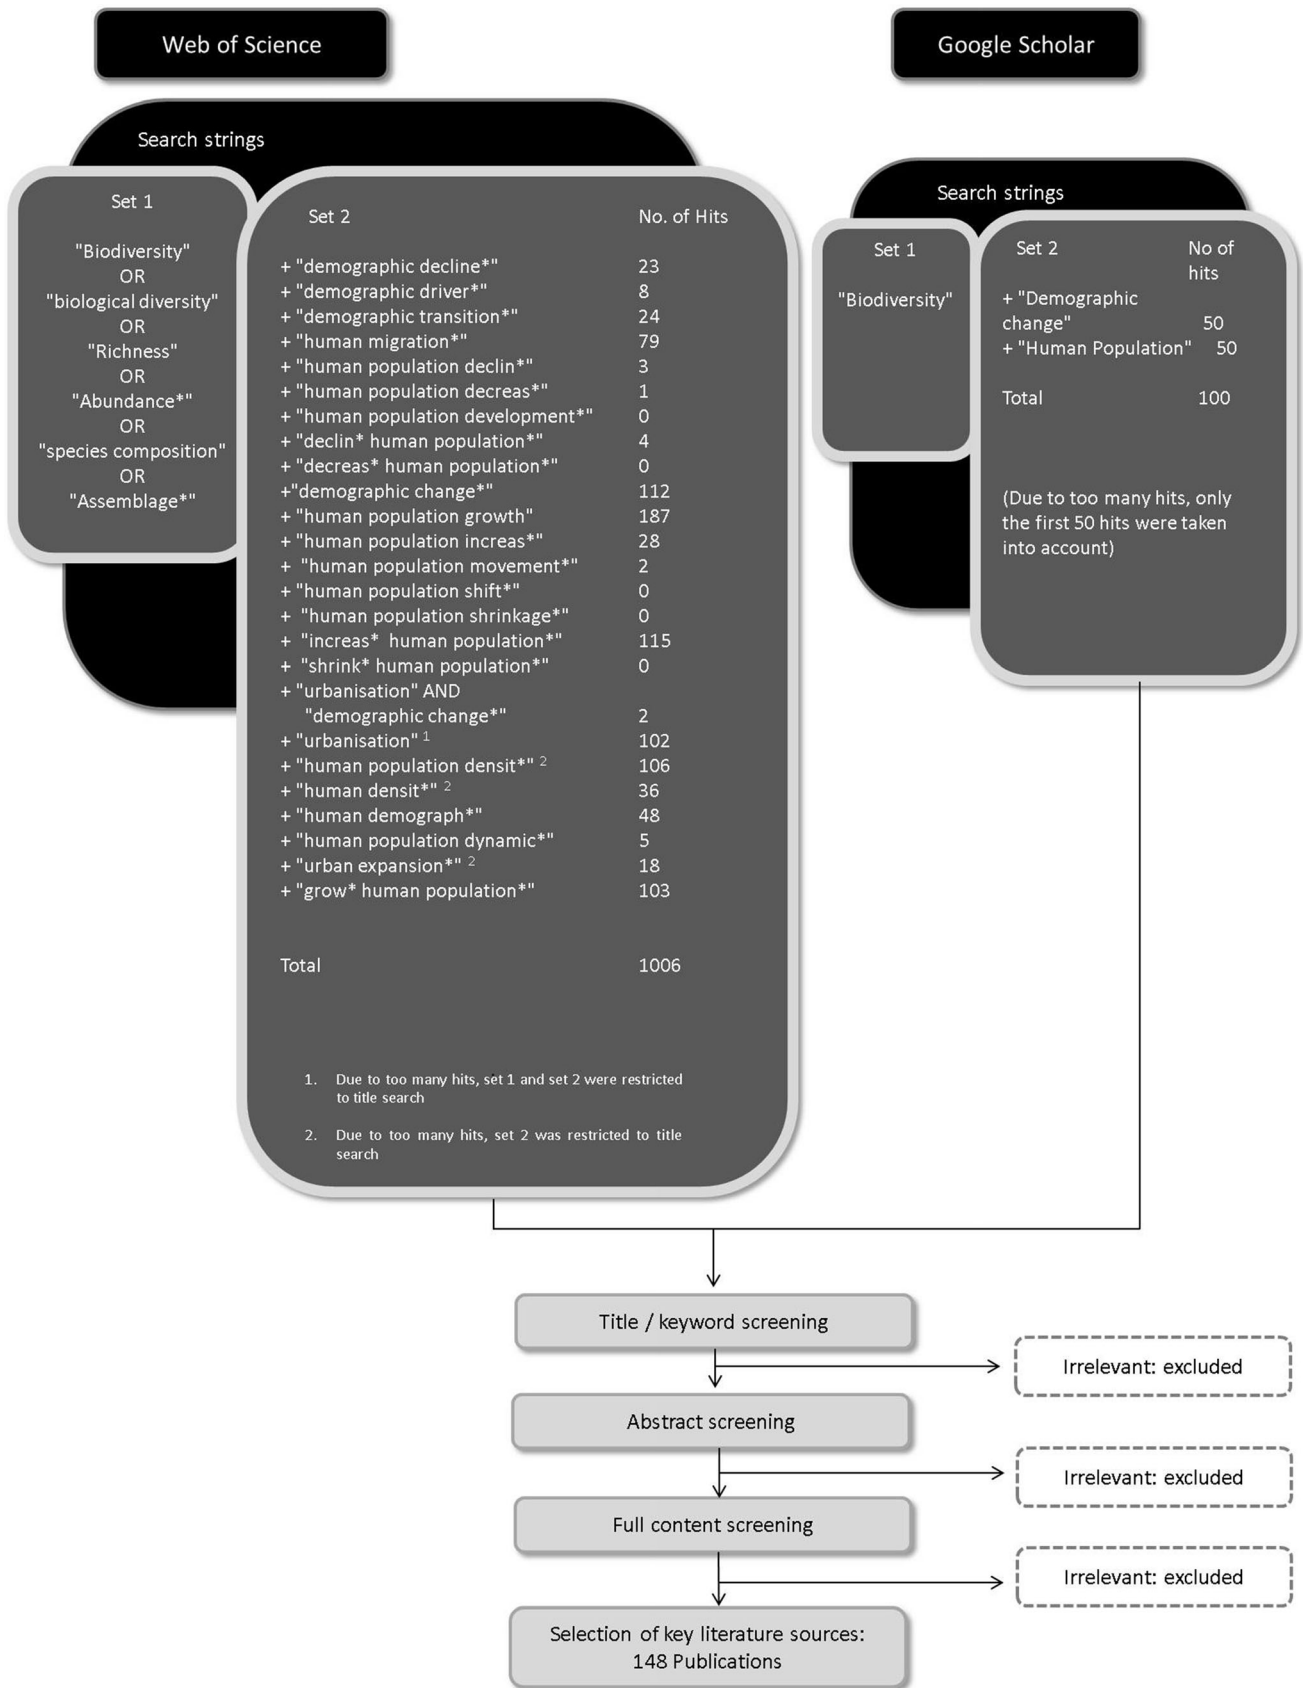 Web of Science
Search strings
Set 1
"Biodiversity"
OR
"biological diversity"
OR
"Richness"
OR
"Abundance*"
OR
"species composition"
OR
"Assemblage*"
Set 2 No. of Hits
+ "demographic decline*" 23
+ "demographic driver*" 8
+ "demographic transition*" 24
+ "human migration*" 79
+ "human population declin*" 3
+ "human population decreas*" 1
+ "human population development*" 0
+ "declin* human population*" 4
+ "decreas* human population*" 0
+"demographic change*" 112
+ "human population growth" 187
+ "human population increas*" 28
+ "human population movement*" 2
+ "human population shift*" 0
+ "human population shrinkage*" 0
+ "increas* human population*" 115
+ "shrink* human population*" 0
+ "urbanisation" AND
"demographic change*" 2
+ "urbanisation" 1 102
+ "human population densit*" 2 106
+ "human densit*" 2 36
+ "human demograph*" 48
+ "human population dynamic*" 5
+ "urban expansion*" 2 18
+ "grow* human population*" 103
Total 1006
1. Due to too many hits, set 1 and set 2 were restricted
to title search
2. Due to too many hits, set 2 was restricted to title
search
Google Scholar
Search strings
Set 1
"Biodiversity"
Set 2 No of
hits
+ "Demographic
change" 50
+ "Human Population" 50
Total 100
(Due to too many hits, only
the first 50 hits were taken
into account)
Title / keyword screening
Irrelevant: excluded
Abstract screening
Irrelevant: excluded
Full content screening
Irrelevant: excluded
Selection of key literature sources:
148 Publications